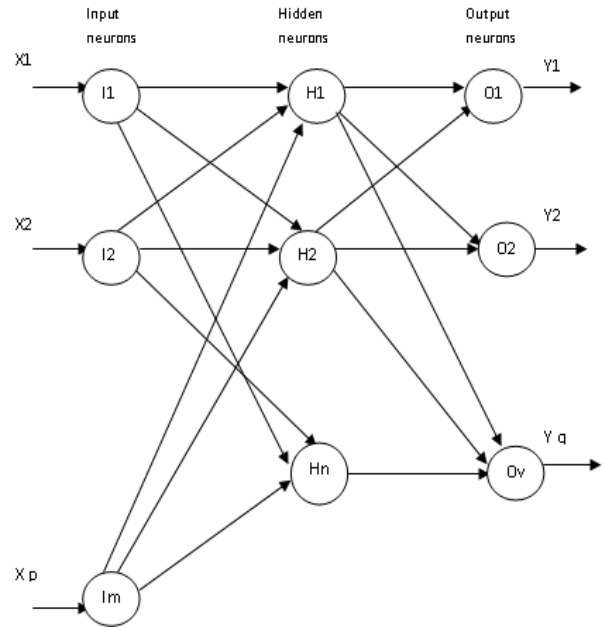 Input
neurons
Hidden
neurons
Output
neurons
X1
I1
H1
O1
Y1
X2
I2
H2
O2
Y2
Hn
Ov
Y q
X p
Im